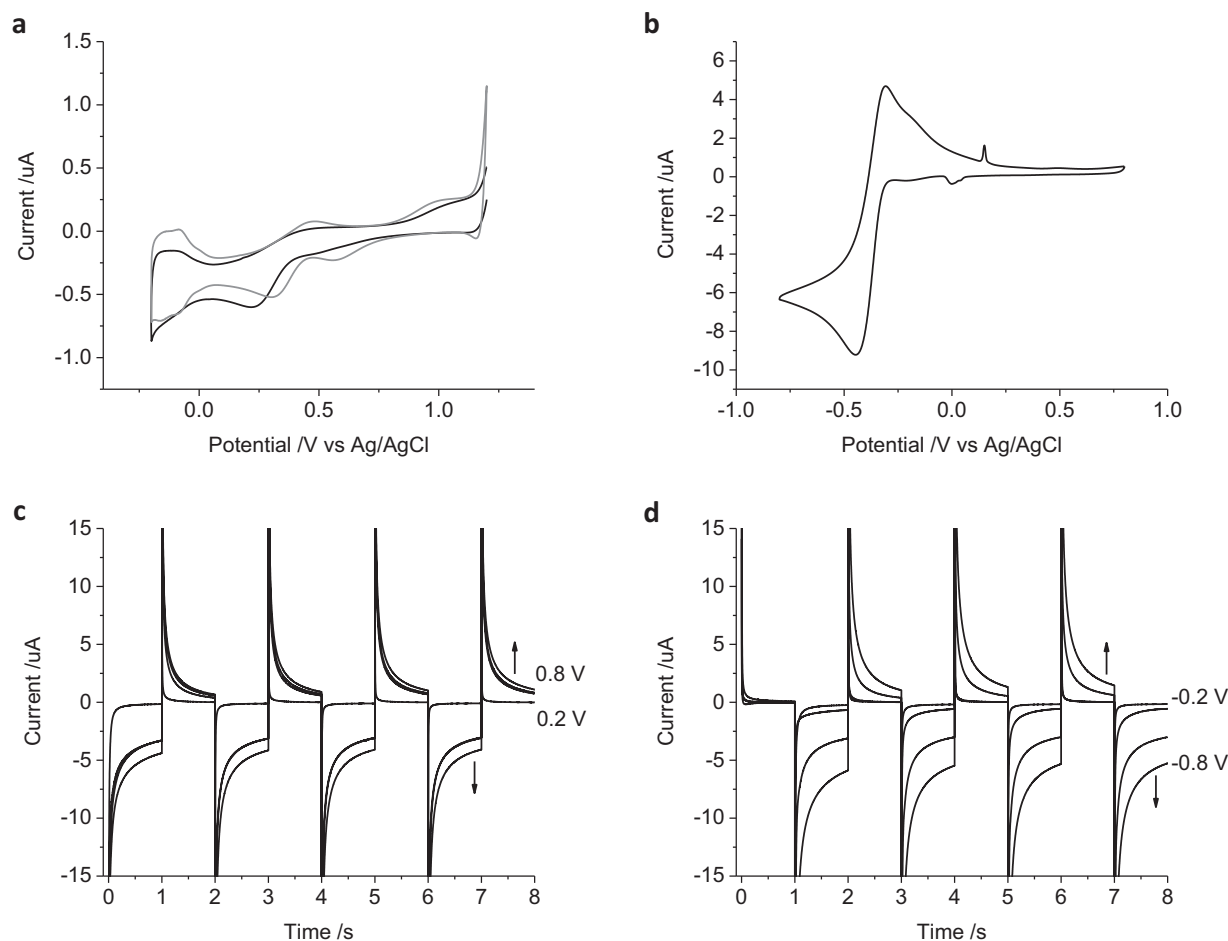 a
1.5
1.0
0.5
0.0
-0.5
-1.0
Current /uA
0.0 0.5 1.0
Potential /V vs Ag/AgCl
b
6
4
2
0
-2
-4
-6
-8
-10
Current /uA
-1.0 -0.5 0.0 0.5 1.0
Potential /V vs Ag/AgCl
c
15
10
5
0
-5
-10
-15
Current /uA
0.8 V
0.2 V
0 1 2 3 4 5 6 7 8
Time /s
d
15
10
5
0
-5
-10
-15
Current /uA
-0.2 V
-0.8 V
0 1 2 3 4 5 6 7 8
Time /s